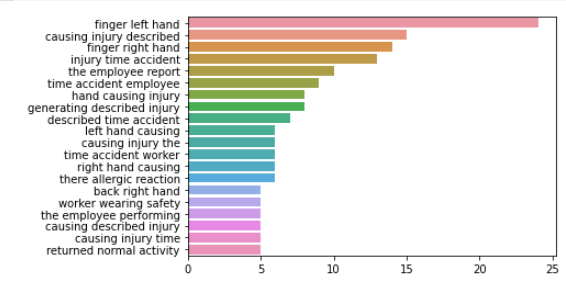 finger left hand
causing injury described
finger right hand
injury time accident
the employee report
time accident employee
hand causing injury
generating described injury
described time accident
left hand causing
causing injury the
time accident worker
right hand causing
there allergic reaction
back right hand
worker wearing safety
the employee performing
causing described injury
causing injury time
returned normal activity
0 5 10 15 20 25